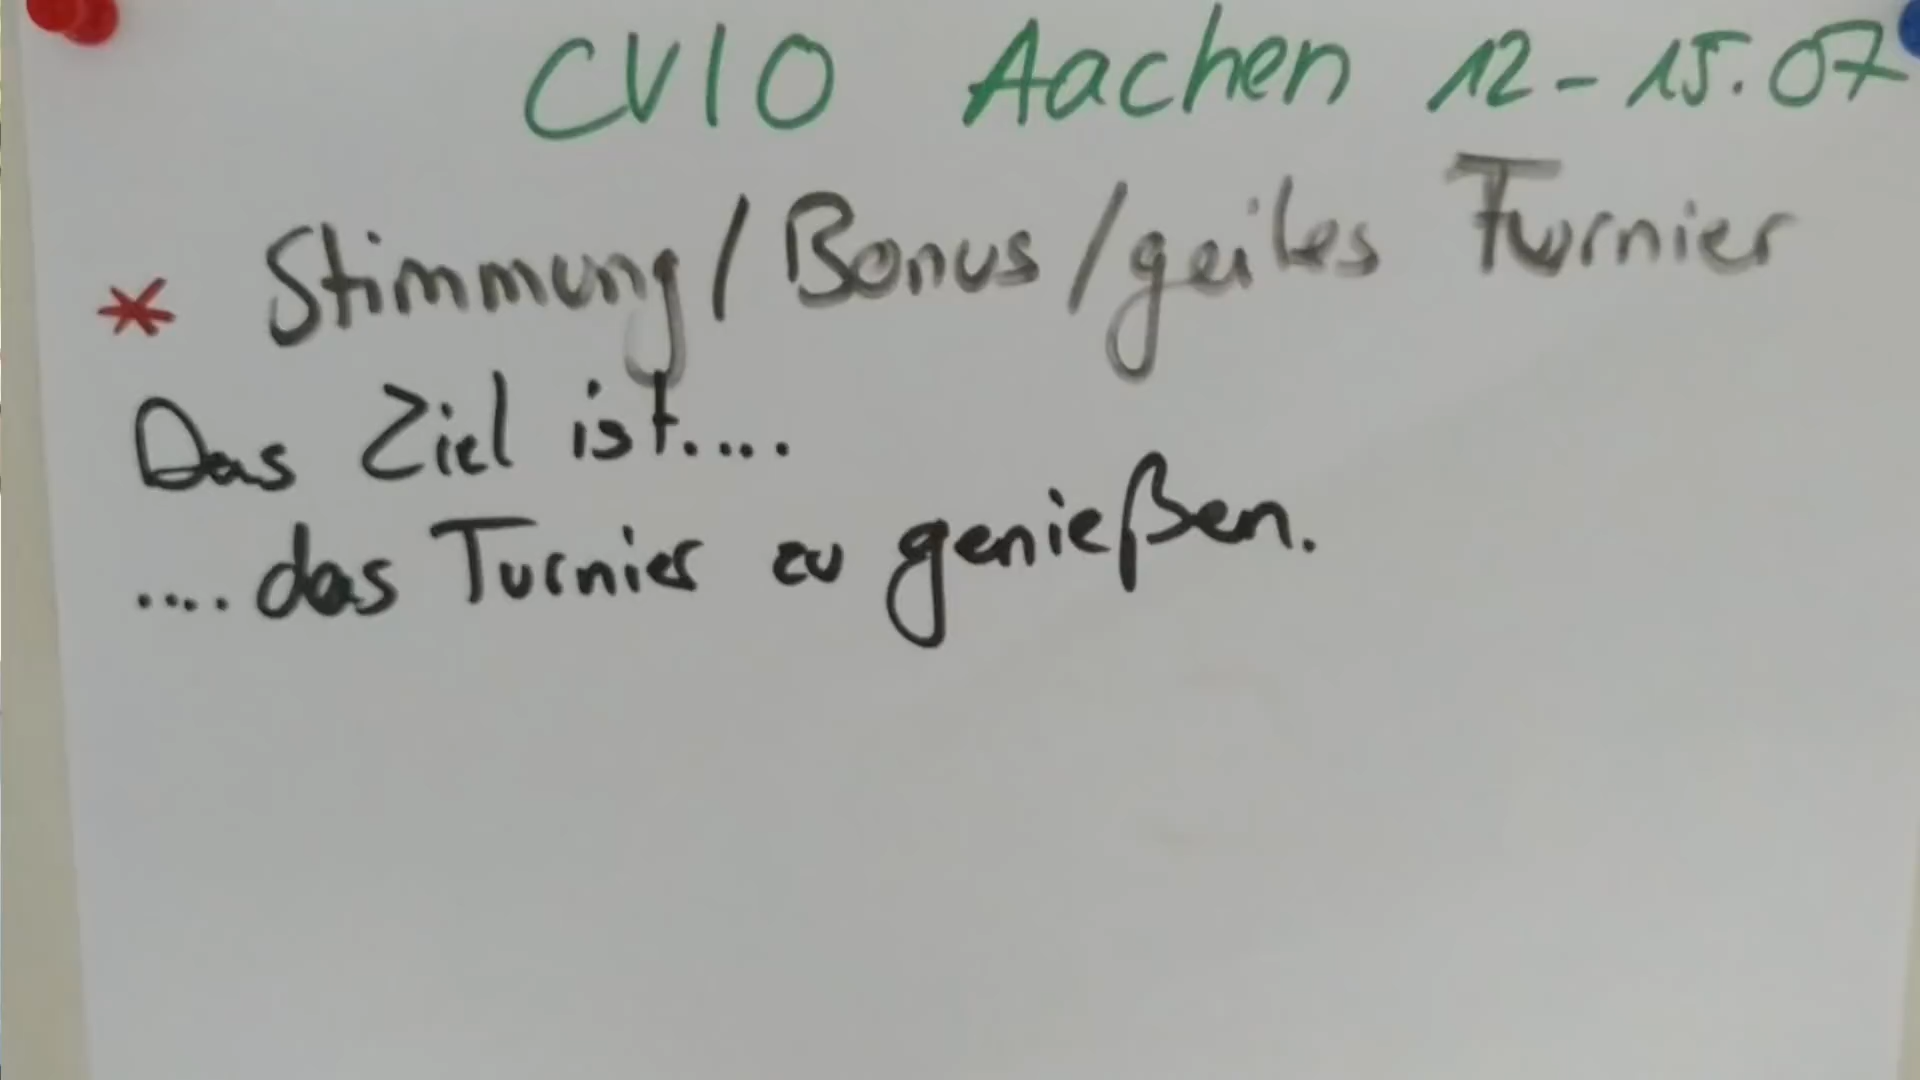 CVIO Aachen 12-15.07
* Stimmung/Bonus/geiles Turnier
Das Ziel ist....
....das Turnier zu genießen.